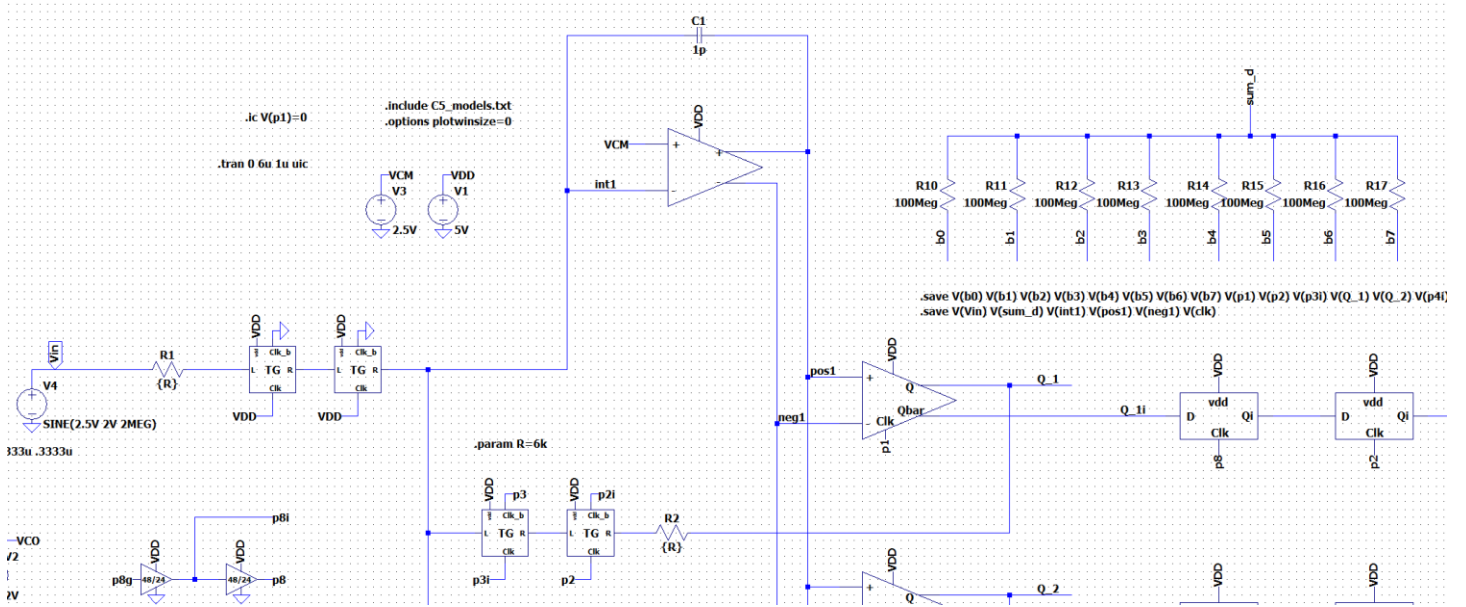 C1
1p
sum_d
.include C5_models.txt
.options plotwinsize=0
.ic V(p1)=0
VDD
VCM
+
+
-
-
.tran 0 6u 1u uic
VCM
VDD
V3
V1
2.5V
5V
int1
R10
R11
R12
R13
R14
R15
R16
R17
100Meg
100Meg
100Meg
100Meg
100Meg
100Meg
100Meg
100Meg
b0
b1
b2
b3
b4
b5
b6
b7
.save V(b0) V(b1) V(b2) V(b3) V(b4) V(b5) V(b6) V(b7) V(p1) V(p2) V(p3i) V(Q_1) V(Q_2) V(p4i)
.save V(Vin) V(sum_d) V(int1) V(pos1) V(neg1) V(clk)
VDD
VDD
Vin
R1
{R}
Clk_b
L TG R
Clk
Clk_b
L TG R
Clk
VDD
VDD
V4
SINE(2.5V 2V 2MEG)
333u .3333u
VDD
pos1
+
Q
Q_1
neg1
-
Qbar
Clk
p1
Q_1i
VDD
vdd
D Qi
Clk
p8
VDD
vdd
D Qi
Clk
p2
.param R=6k
VDD
p3
VDD
p2i
Clk_b
L TG R
Clk
Clk_b
L TG R
Clk
R2
{R}
p3i
p2
p8i
VCO
V2
2V
VDD
VDD
p8g
48/24
48/24
p8
VDD
+
Q
Q_2
VDD
VDD